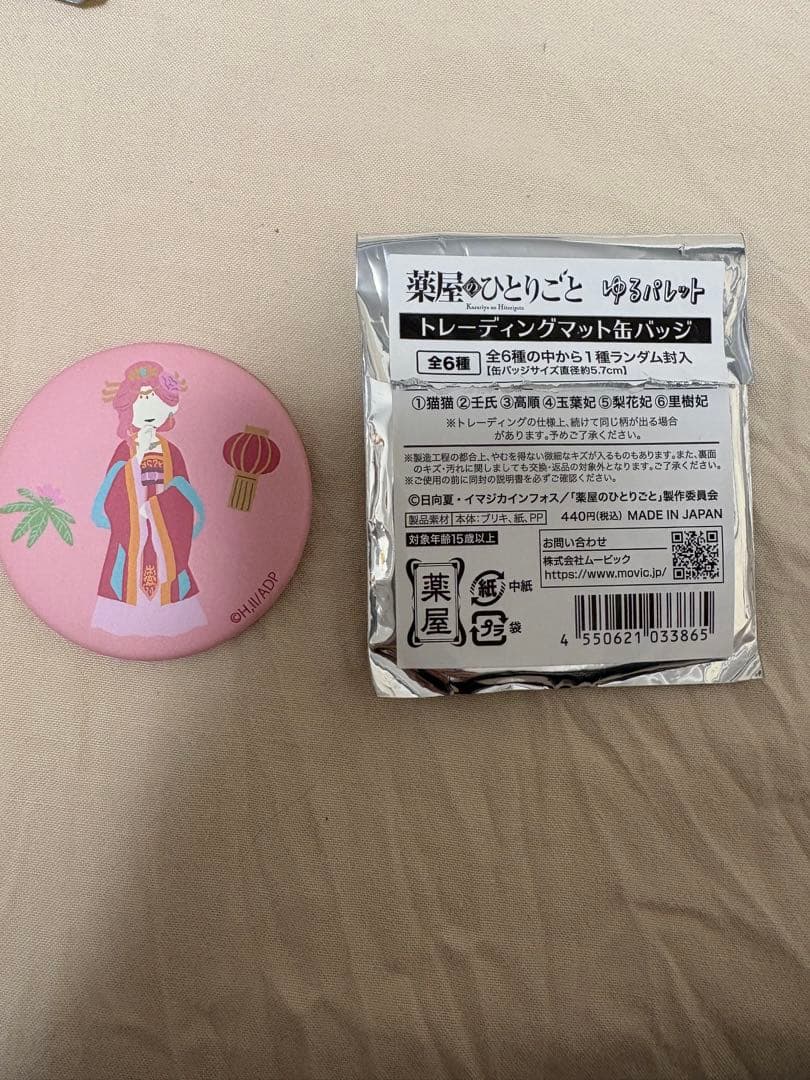 ©H,II/ADP
薬屋のひとりごと ゆるパレット
Kusuriya no Hitorigoto
トレーディングマット缶バッジ
全6種 全6種の中から1種ランダム封入
【缶バッジサイズ直径約5.7cm】
①猫猫 ②壬氏 ③高順 ④玉葉妃 ⑤梨花妃 ⑥里樹妃
※トレーディングの仕様上、続けて同じ柄が出る場合
があります。予めご了承ください。
※製造工程の都合上、やむを得ない微細なキズが入るものもあります。また、裏面
のキズ・汚れに関しましても交換・返品の対象外となります。ご了承ください。
※ご使用の前に同封の説明書を必ずご確認ください。
©日向夏・イマジカインフォス/「薬屋のひとりごと」製作委員会
製品素材 本体:ブリキ、紙、PP 440円(税込) MADE IN JAPAN
対象年齢15歳以上
お問い合わせ
株式会社ムービック
https://www.movic.jp/
薬屋
紙 中紙
プラ 袋
4 550621 033865